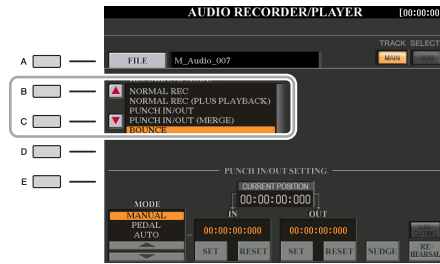 AUDIO RECORDER/PLAYER [00:00:00
TRACK SELECT
A FILE M_Audio_007 MAIN SUB
B NORMAL REC
NORMAL REC (PLUS PLAYBACK)
PUNCH IN/OUT
C PUNCH IN/OUT (MERGE)
BOUNCE
D
E
PUNCH IN/OUT SETTING
CURRENT POSITION
00:00:00:000
MODE IN OUT
MANUAL
PEDAL 00:00:00:000 00:00:00:000
AUTO
SET RESET SET RESET NUDGE RE-
HEARSAL